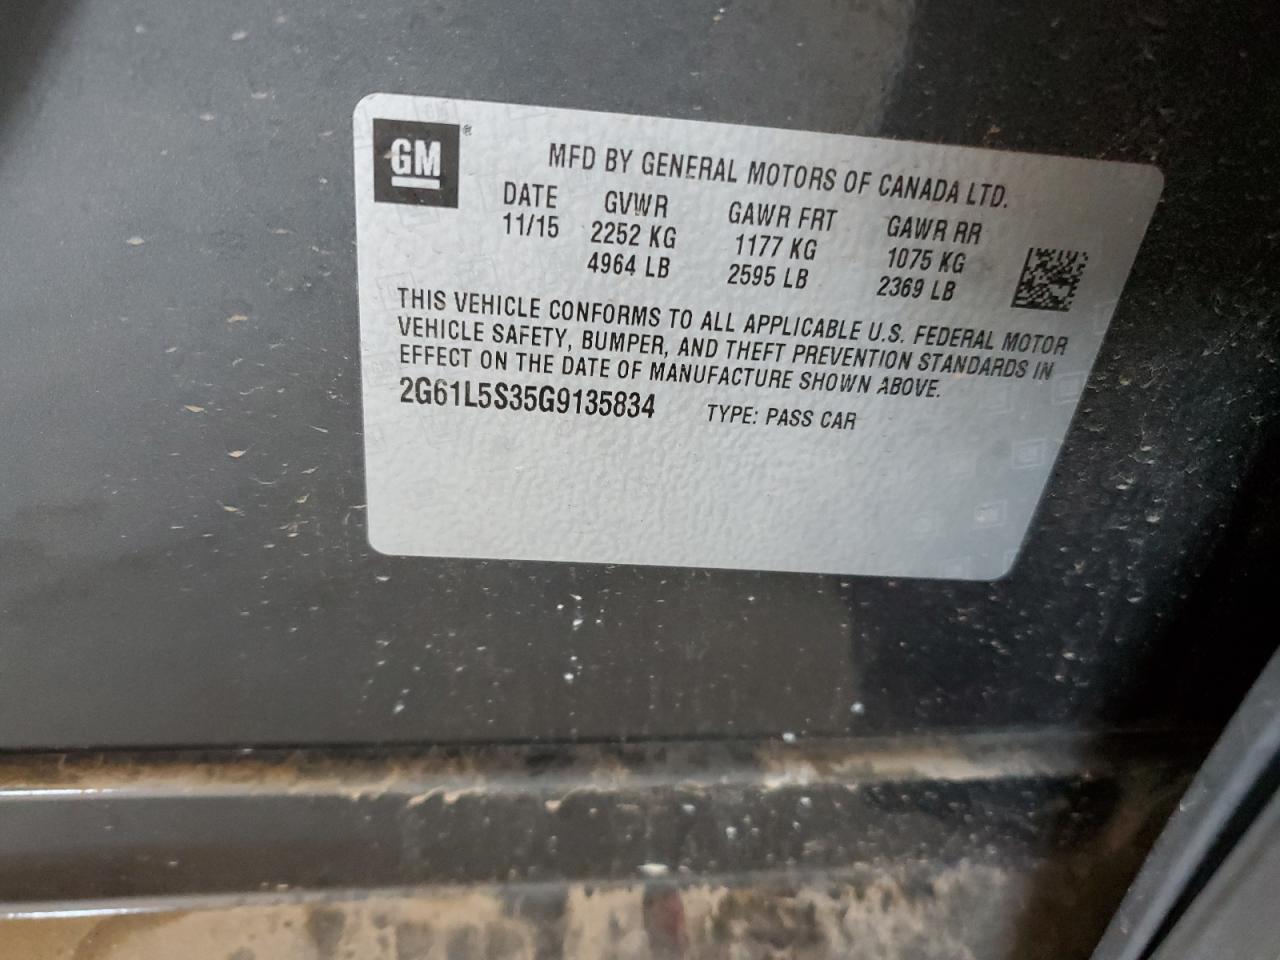 GM®
MFD BY GENERAL MOTORS OF CANADA LTD.
DATE GVWR GAWR FRT GAWR RR
11/15 2252 KG 1177 KG 1075 KG
4964 LB 2595 LB 2369 LB
THIS VEHICLE CONFORMS TO ALL APPLICABLE U.S. FEDERAL MOTOR
VEHICLE SAFETY, BUMPER, AND THEFT PREVENTION STANDARDS IN
EFFECT ON THE DATE OF MANUFACTURE SHOWN ABOVE.
2G61L5S35G9135834 TYPE: PASS CAR